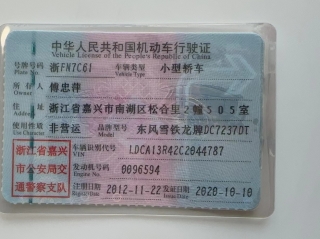 中华人民共和国机动车行驶证
Vehicle License of the People's Republic of China
号牌号码 浙FN7C61 车辆类型 小型轿车
Plate No. Vehicle Type
所有人 傅忠萍
Owner
住址 浙江省嘉兴市南湖区松合里2幢505室
Address
使用性质 非营运 品牌型号 东风雪铁龙牌DC7237DT
Use Character Model
浙江省嘉兴 车辆识别代号 LDCA13R42C2044787
VIN
市公安局交 发动机号码 0096594
Engine No.
通警察支队 注册日期 2012-11-22 发证日期 2020-10-10
Register Date Issue Date